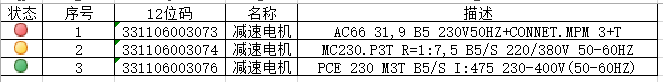 状态 序号 12位码 名称 描述
1 331106003073 减速电机 AC66 31,9 B5 230V50HZ+CONNET.MPM 3+T
2 331106003074 减速电机 MC230.P3T R=1:7,5 B5/S 220/380V 50-60HZ
3 331106003076 减速电机 PCE 230 M3T B5/S I:475 230-400V(50-60HZ)